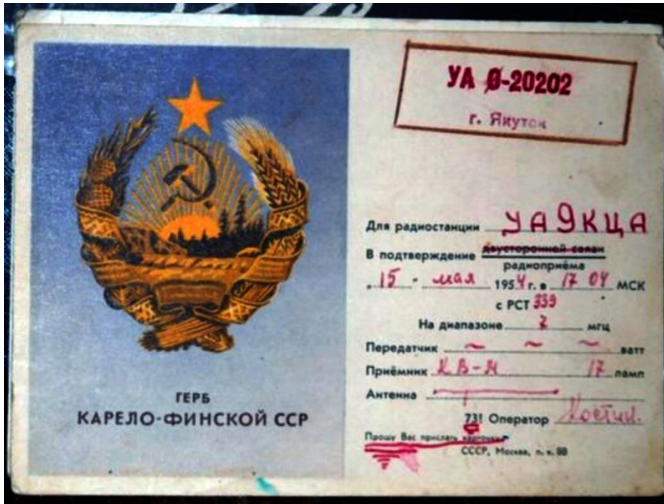 ГЕРБ
КАРЕЛО-ФИНСКОЙ ССР
УА Ø-20202
г. Якутск
Для радиостанции УА9КЦА
В подтверждение двусторонней связи
радиоприёма
„15" мая 1954 г. в 17 04 МСК
с РСТ 339
На диапазоне 7 мгц
Передатчик ~ ~ ~ ватт
Приёмник КВ-М 17 ламп
Антенна Т
73! Оператор Костин.
Прошу Вас прислать карточку
СССР, Москва, п. я. 88